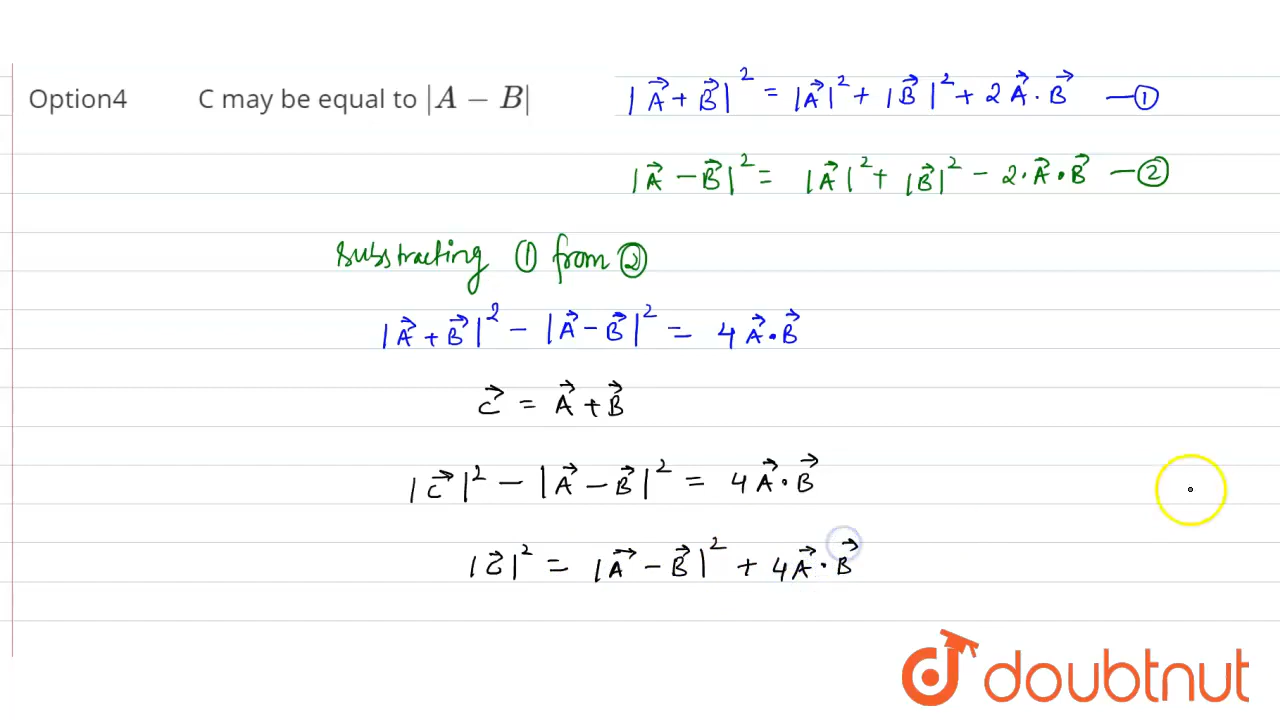 Option4 C may be equal to |A − B|
|A⃗ + B⃗|² = |A⃗|² + |B⃗|² + 2A⃗ . B⃗ —①
|A⃗ − B⃗|² = |A⃗|² + |B⃗|² − 2·A⃗ · B⃗ —②
substracting ① from ②
|A⃗ + B⃗|² − |A⃗ − B⃗|² = 4A⃗ · B⃗
C⃗ = A⃗ + B⃗
|C⃗|² − |A⃗ − B⃗|² = 4A⃗ · B⃗
|C⃗|² = |A⃗ − B⃗|² + 4A⃗ · B⃗
doubtnut